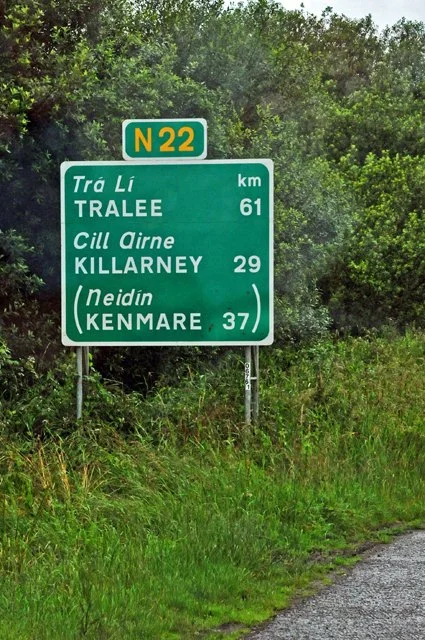 N22
Trá Lí km
TRALEE 61
Cill Airne
KILLARNEY 29
(Neidín
KENMARE 37)